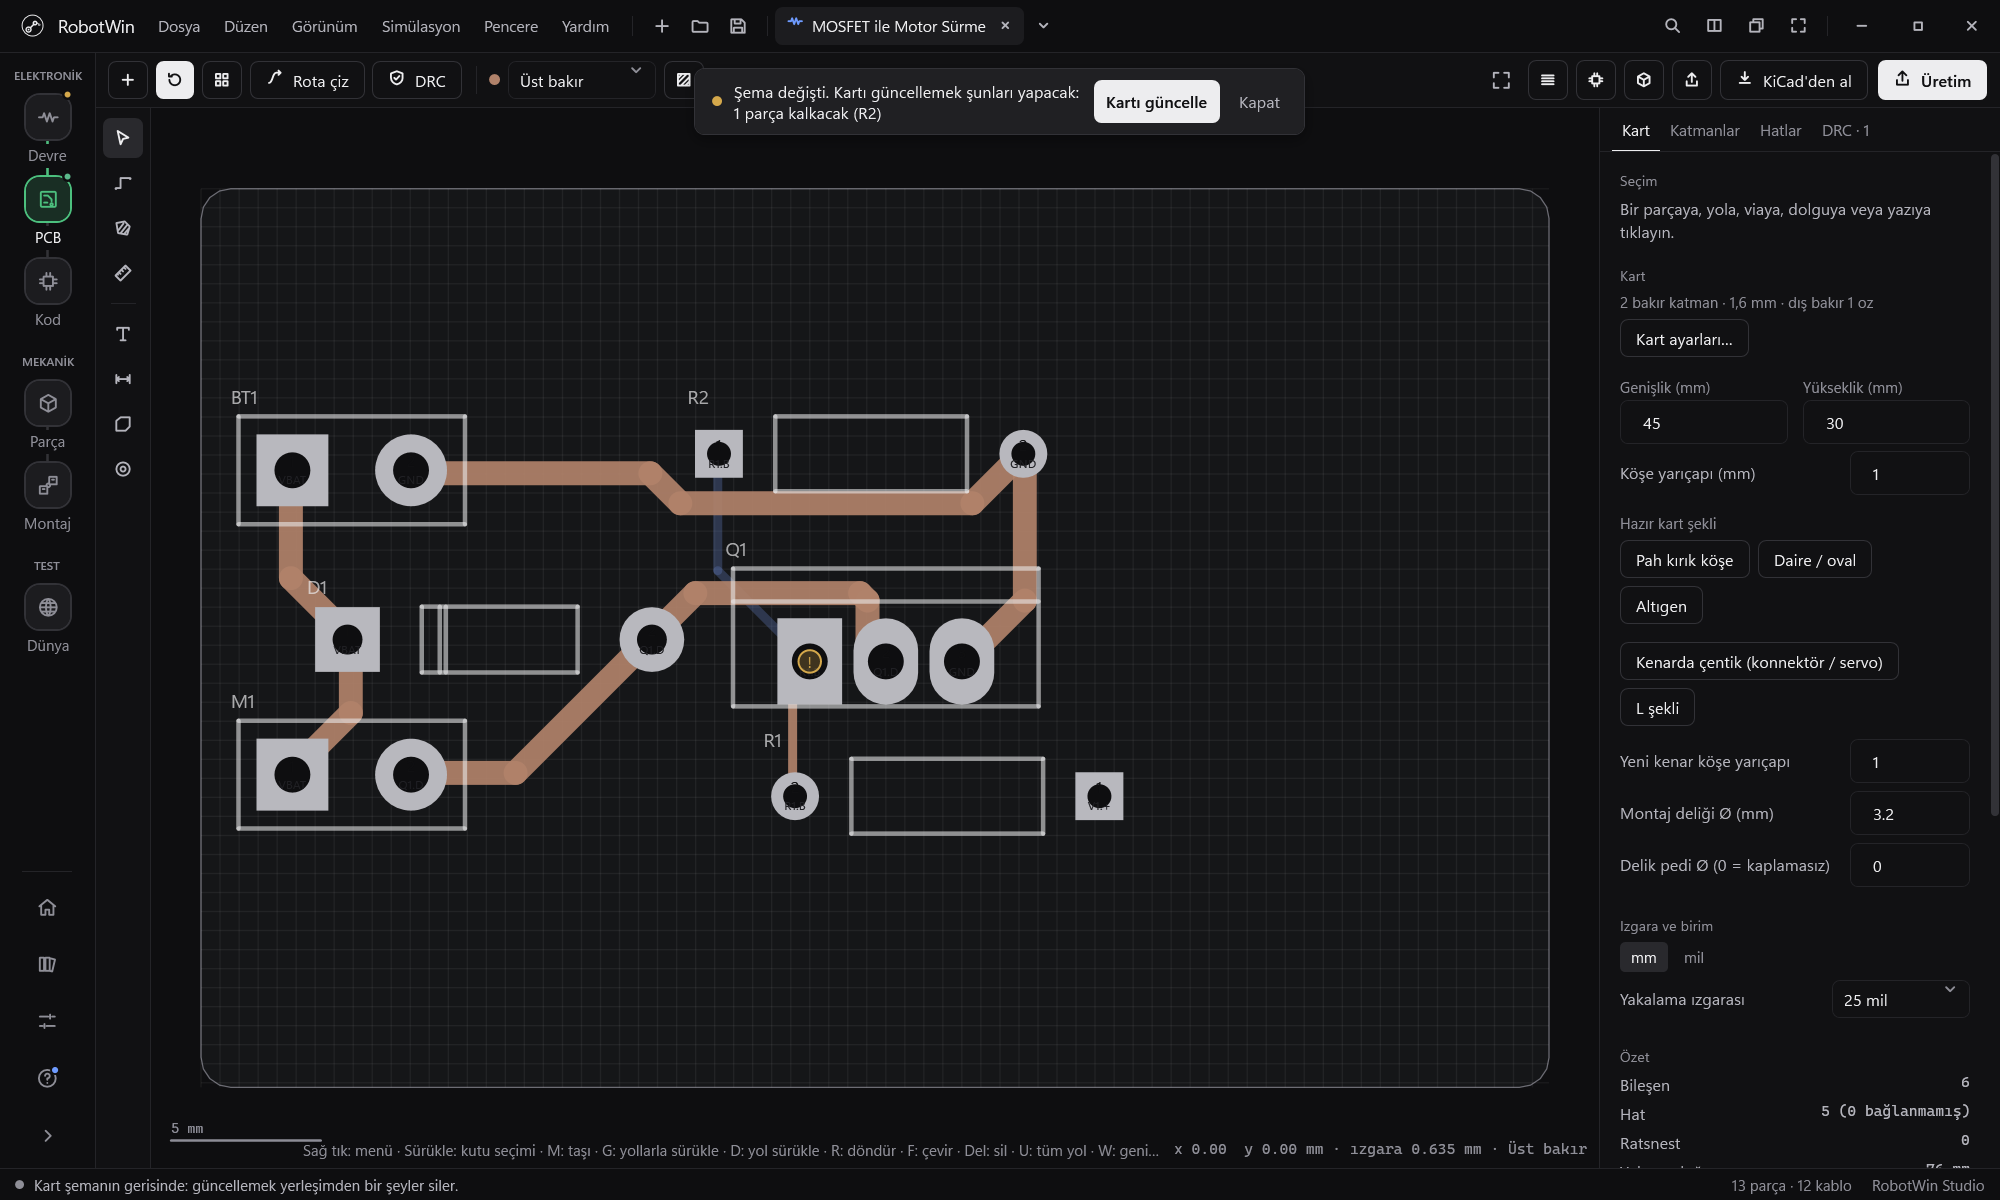 RobotWin Dosya Düzen Görünüm Simülasyon Pencere Yardım
MOSFET ile Motor Sürme
ELEKTRONİK
Devre
PCB
Kod
MEKANİK
Parça
Montaj
TEST
Dünya
Rota çiz
DRC
Üst bakır
Şema değişti. Kartı güncellemek şunları yapacak:
1 parça kalkacak (R2)
Kartı güncelle
Kapat
KiCad'den al
Üretim
BT1
R2
GND
Q1
D1
M1
R1
5 mm
Sağ tık: menü · Sürükle: kutu seçimi · M: taşı · G: yollarla sürükle · D: yol sürükle · R: döndür · F: çevir · Del: sil · U: tüm yol · W: geni...
x 0.00 y 0.00 mm · ızgara 0.635 mm · Üst bakır
Kart Katmanlar Hatlar DRC · 1
Seçim
Bir parçaya, yola, viaya, dolguya veya yazıya
tıklayın.
Kart
2 bakır katman · 1,6 mm · dış bakır 1 oz
Kart ayarları...
Genişlik (mm) Yükseklik (mm)
45 30
Köşe yarıçapı (mm) 1
Hazır kart şekli
Pah kırık köşe Daire / oval
Altıgen
Kenarda çentik (konnektör / servo)
L şekli
Yeni kenar köşe yarıçapı 1
Montaj deliği Ø (mm) 3.2
Delik pedi Ø (0 = kaplamasız) 0
Izgara ve birim
mm mil
Yakalama ızgarası 25 mil
Özet
Bileşen 6
Hat 5 (0 bağlanmamış)
Ratsnest 0
Kart şemanın gerisinde: güncellemek yerleşimden bir şeyler siler.
13 parça · 12 kablo RobotWin Studio